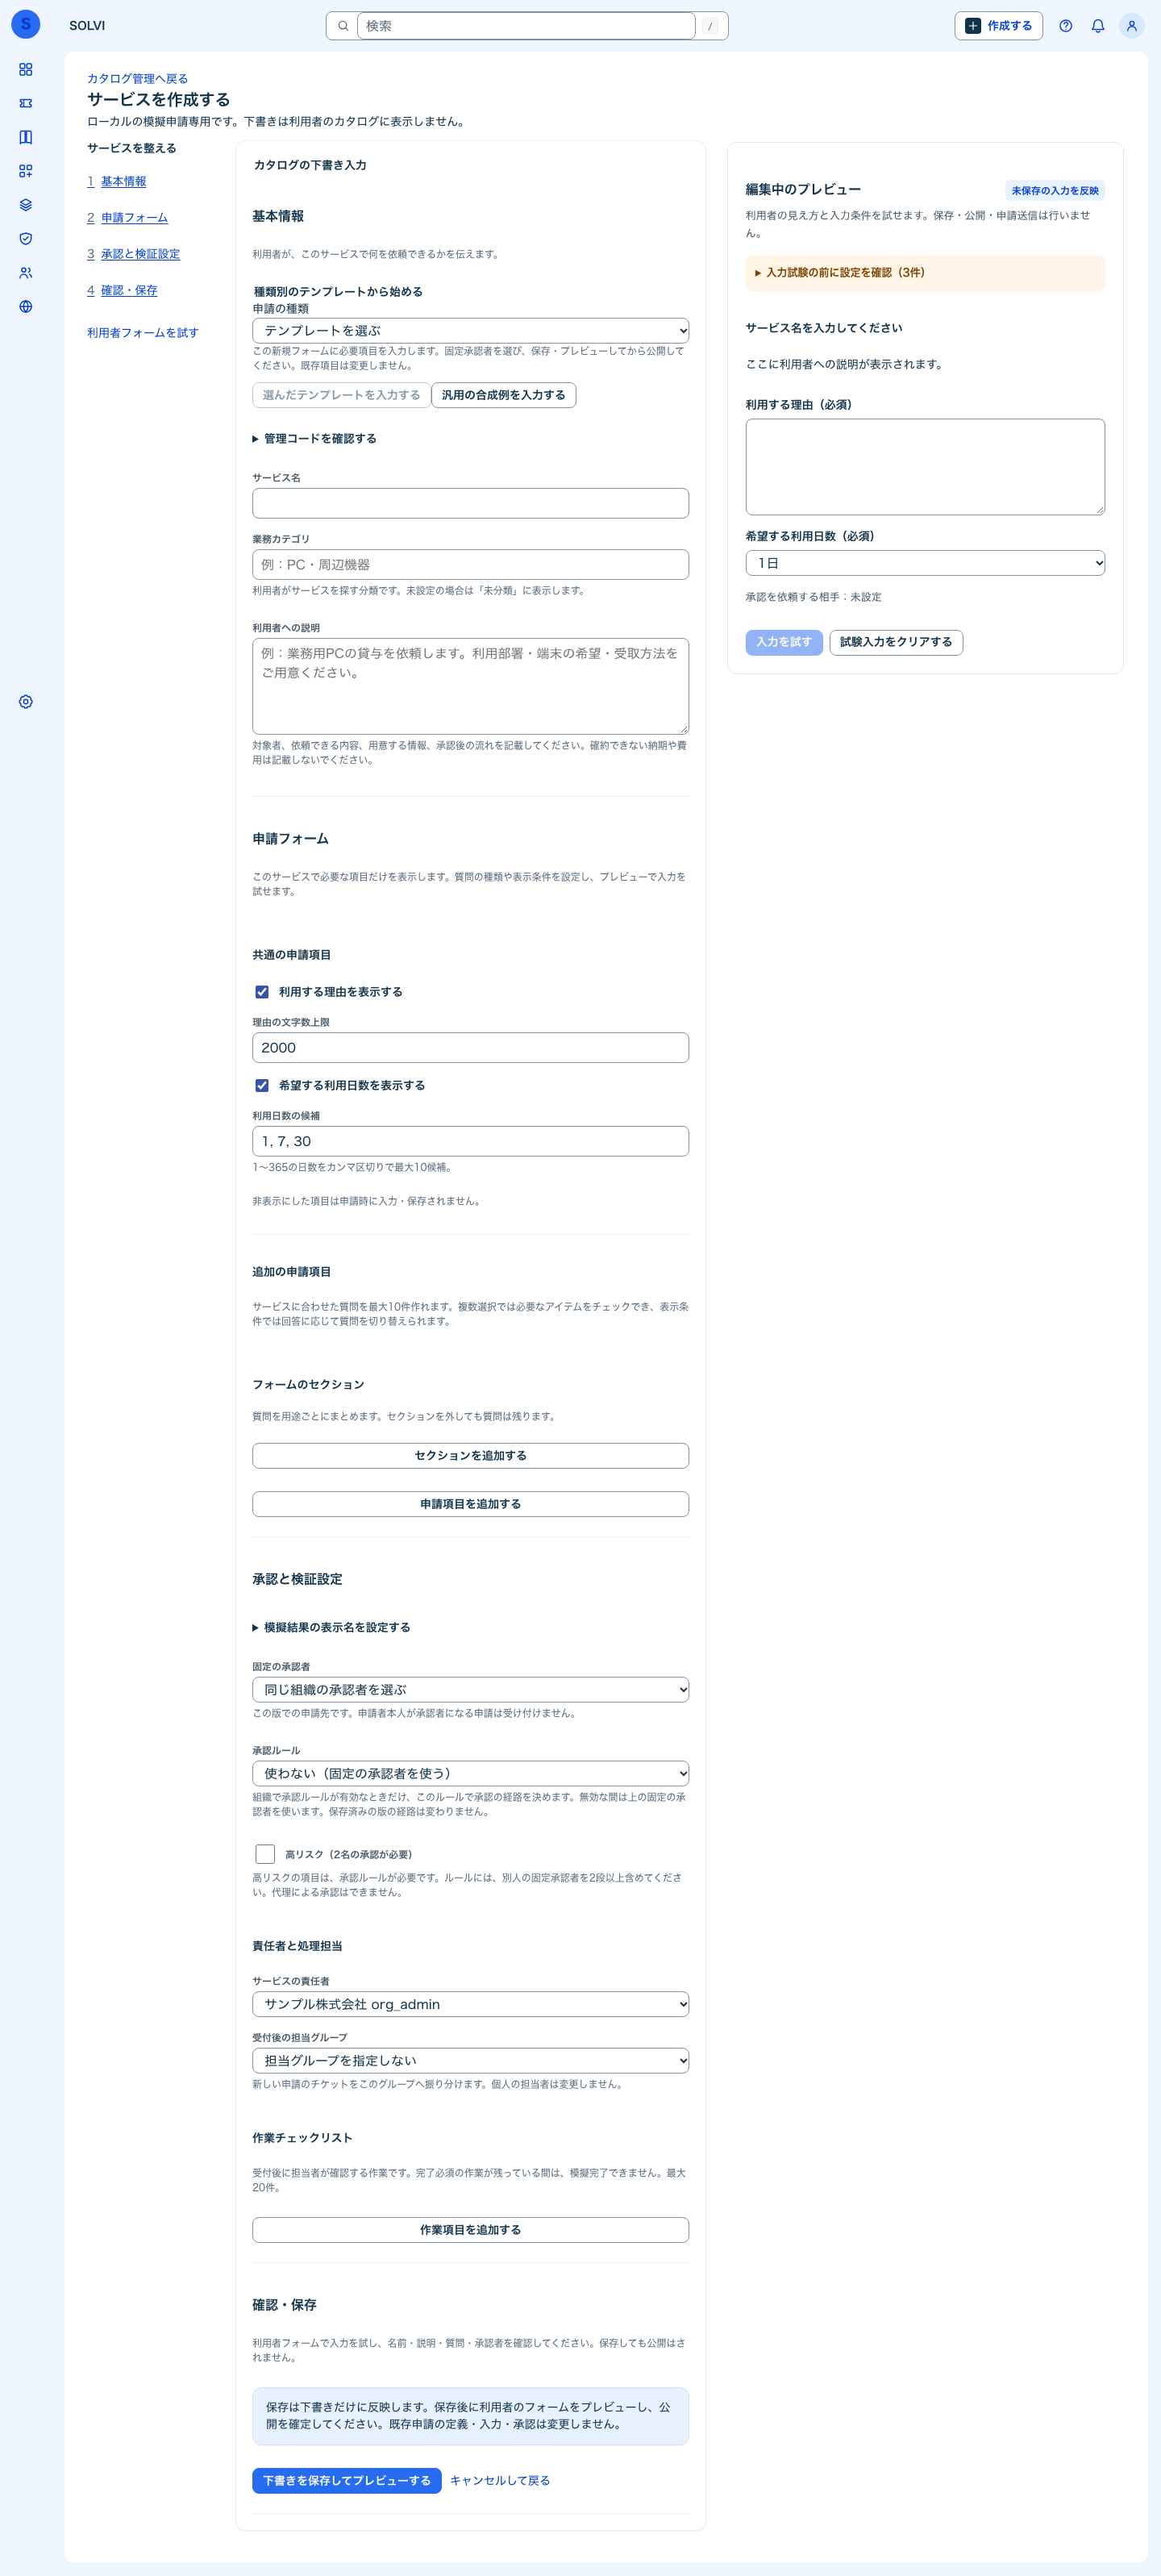 S
SOLVI
検索
/
作成する
カタログ管理へ戻る
サービスを作成する
ローカルの模擬申請専用です。下書きは利用者のカタログに表示しません。
サービスを整える
1 基本情報
2 申請フォーム
3 承認と検証設定
4 確認・保存
利用者フォームを試す
カタログの下書き入力
基本情報
利用者が、このサービスで何を依頼できるかを伝えます。
種類別のテンプレートから始める
申請の種類
テンプレートを選ぶ
この新規フォームに必要項目を入力します。固定承認者を選び、保存・プレビューしてから公開して
ください。既存項目は変更しません。
選んだテンプレートを入力する
汎用の合成例を入力する
管理コードを確認する
サービス名
業務カテゴリ
例：PC・周辺機器
利用者がサービスを探す分類です。未設定の場合は「未分類」に表示します。
利用者への説明
例：業務用PCの貸与を依頼します。利用部署・端末の希望・受取方法を
ご用意ください。
対象者、依頼できる内容、用意する情報、承認後の流れを記載してください。確約できない納期や費
用は記載しないでください。
申請フォーム
このサービスで必要な項目だけを表示します。質問の種類や表示条件を設定し、プレビューで入力を
試せます。
共通の申請項目
利用する理由を表示する
理由の文字数上限
2000
希望する利用日数を表示する
利用日数の候補
1, 7, 30
1〜365の日数をカンマ区切りで最大10候補。
非表示にした項目は申請時に入力・保存されません。
追加の申請項目
サービスに合わせた質問を最大10件作れます。複数選択では必要なアイテムをチェックでき、表示条
件では回答に応じて質問を切り替えられます。
フォームのセクション
質問を用途ごとにまとめます。セクションを外しても質問は残ります。
セクションを追加する
申請項目を追加する
承認と検証設定
模擬結果の表示名を設定する
固定の承認者
同じ組織の承認者を選ぶ
この版での申請先です。申請者本人が承認者になる申請は受け付けません。
承認ルール
使わない（固定の承認者を使う）
組織で承認ルールが有効なときだけ、このルールで承認の経路を決めます。無効な間は上の固定の承
認者を使います。保存済みの版の経路は変わりません。
高リスク（2名の承認が必要）
高リスクの項目は、承認ルールが必要です。ルールには、別人の固定承認者を2段以上含めてくださ
い。代理による承認はできません。
責任者と処理担当
サービスの責任者
サンプル株式会社 org_admin
受付後の担当グループ
担当グループを指定しない
新しい申請のチケットをこのグループへ振り分けます。個人の担当者は変更しません。
作業チェックリスト
受付後に担当者が確認する作業です。完了必須の作業が残っている間は、模擬完了できません。最大
20件。
作業項目を追加する
確認・保存
利用者フォームで入力を試し、名前・説明・質問・承認者を確認してください。保存しても公開はさ
れません。
保存は下書きだけに反映します。保存後に利用者のフォームをプレビューし、公
開を確定してください。既存申請の定義・入力・承認は変更しません。
下書きを保存してプレビューする
キャンセルして戻る
編集中のプレビュー
未保存の入力を反映
利用者の見え方と入力条件を試せます。保存・公開・申請送信は行いませ
ん。
入力試験の前に設定を確認（3件）
サービス名を入力してください
ここに利用者への説明が表示されます。
利用する理由（必須）
希望する利用日数（必須）
1日
承認を依頼する相手：未設定
入力を試す
試験入力をクリアする